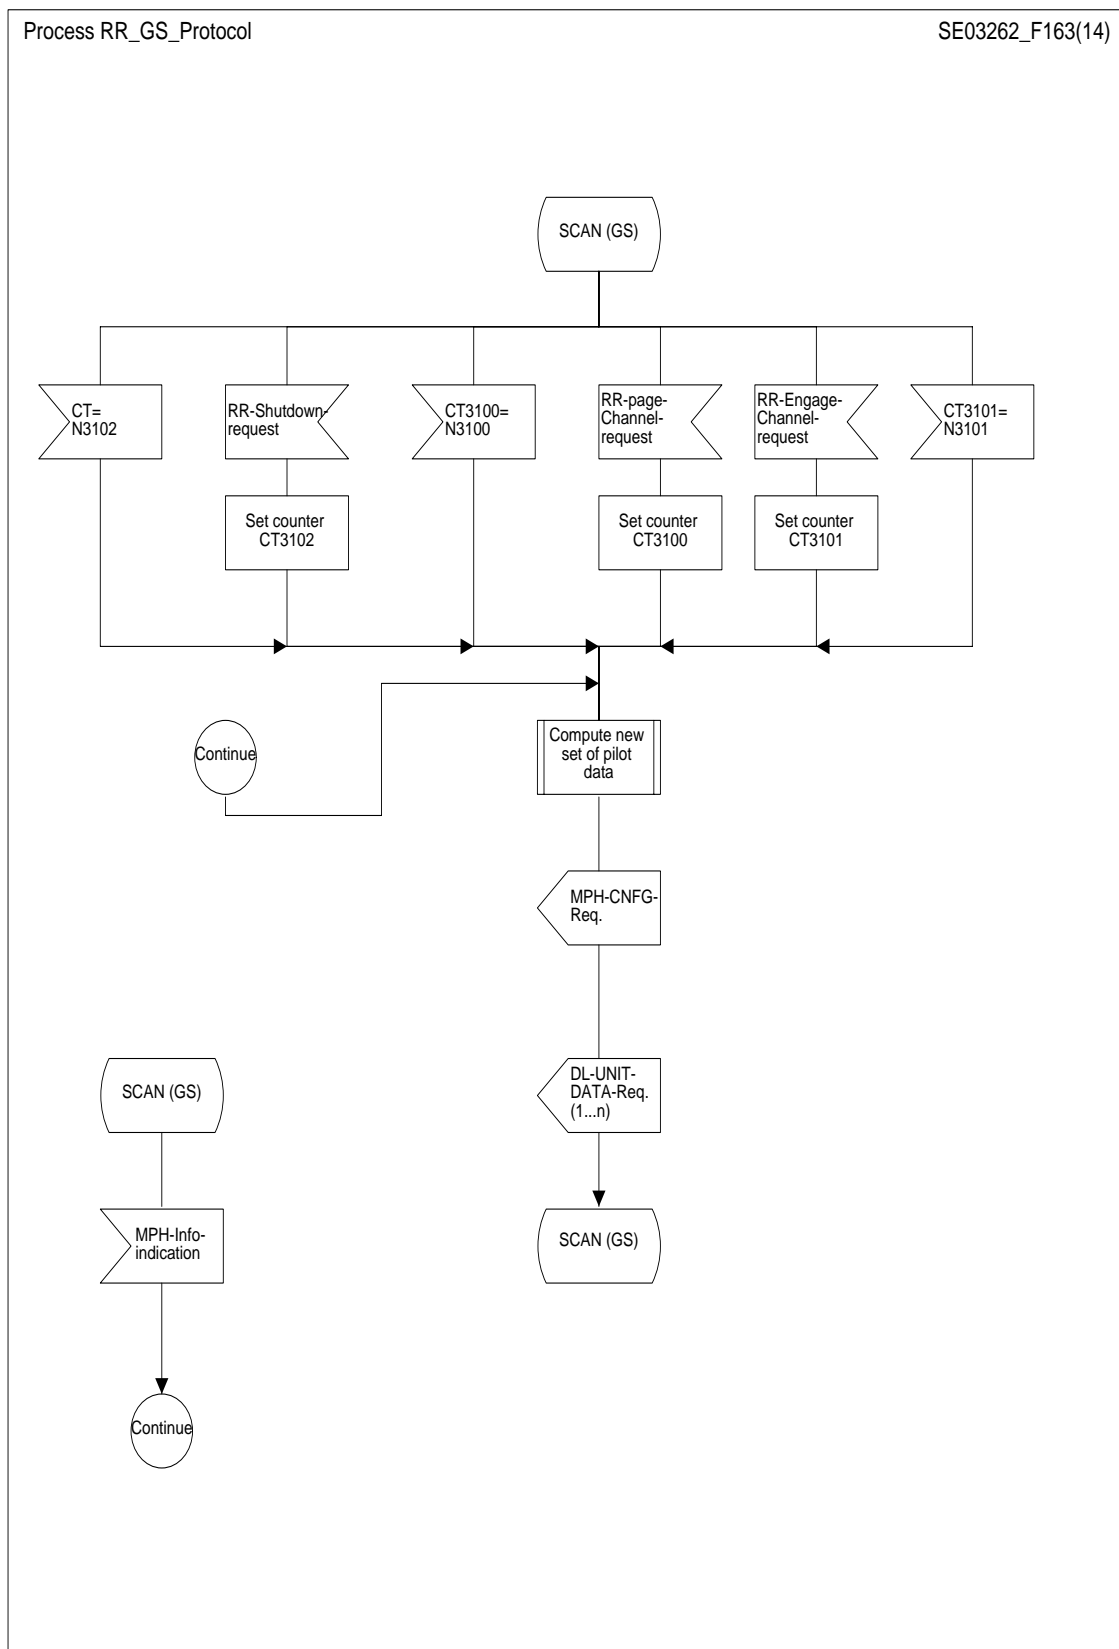 Process RR_GS_Protocol
SE03262_F163(14)
SCAN (GS)
CT=
N3102
RR-Shutdown-
request
CT3100=
N3100
RR-page-
Channel-
request
RR-Engage-
Channel-
request
CT3101=
N3101
Set counter
CT3102
Set counter
CT3100
Set counter
CT3101
Continue
Compute new
set of pilot
data
MPH-CNFG-
Req.
DL-UNIT-
DATA-Req.
(1...n)
SCAN (GS)
SCAN (GS)
MPH-Info-
indication
Continue